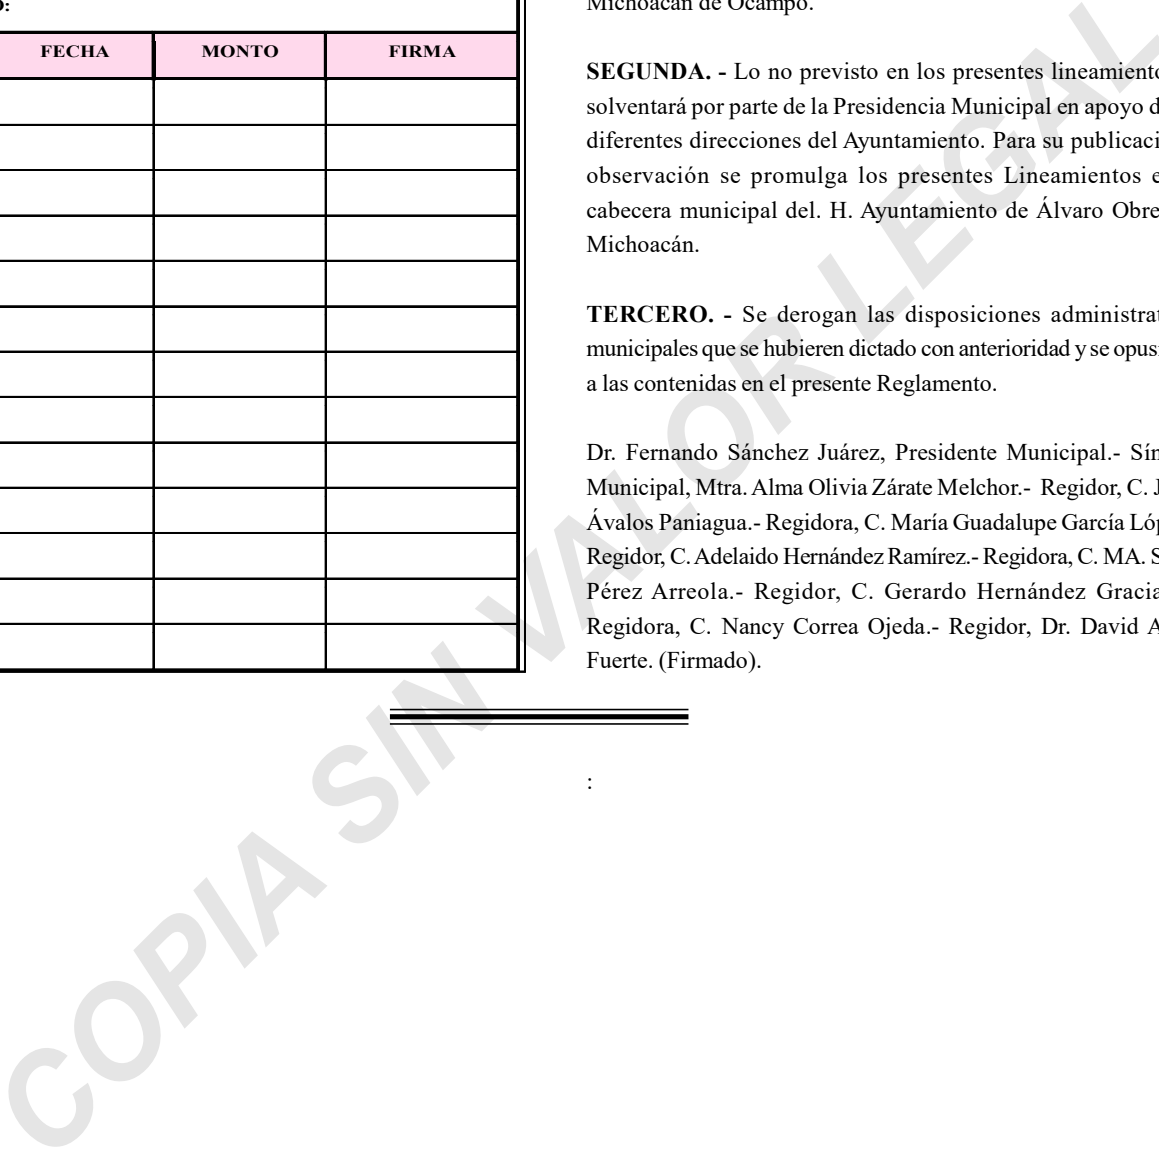 FECHA MONTO FIRMA
Michoacán de Ocampo.
SEGUNDA. - Lo no previsto en los presentes lineamiento
solventará por parte de la Presidencia Municipal en apoyo d
diferentes direcciones del Ayuntamiento. Para su publicaci
observación se promulga los presentes Lineamientos e
cabecera municipal del. H. Ayuntamiento de Álvaro Obre
Michoacán.
TERCERO. - Se derogan las disposiciones administrat
municipales que se hubieren dictado con anterioridad y se opus
a las contenidas en el presente Reglamento.
Dr. Fernando Sánchez Juárez, Presidente Municipal.- Sín
Municipal, Mtra. Alma Olivia Zárate Melchor.- Regidor, C. J
Ávalos Paniagua.- Regidora, C. María Guadalupe García Lóp
Regidor, C. Adelaido Hernández Ramírez.- Regidora, C. MA. S
Pérez Arreola.- Regidor, C. Gerardo Hernández Gracia
Regidora, C. Nancy Correa Ojeda.- Regidor, Dr. David A
Fuerte. (Firmado).
:
COPIA SIN VALOR LEGAL